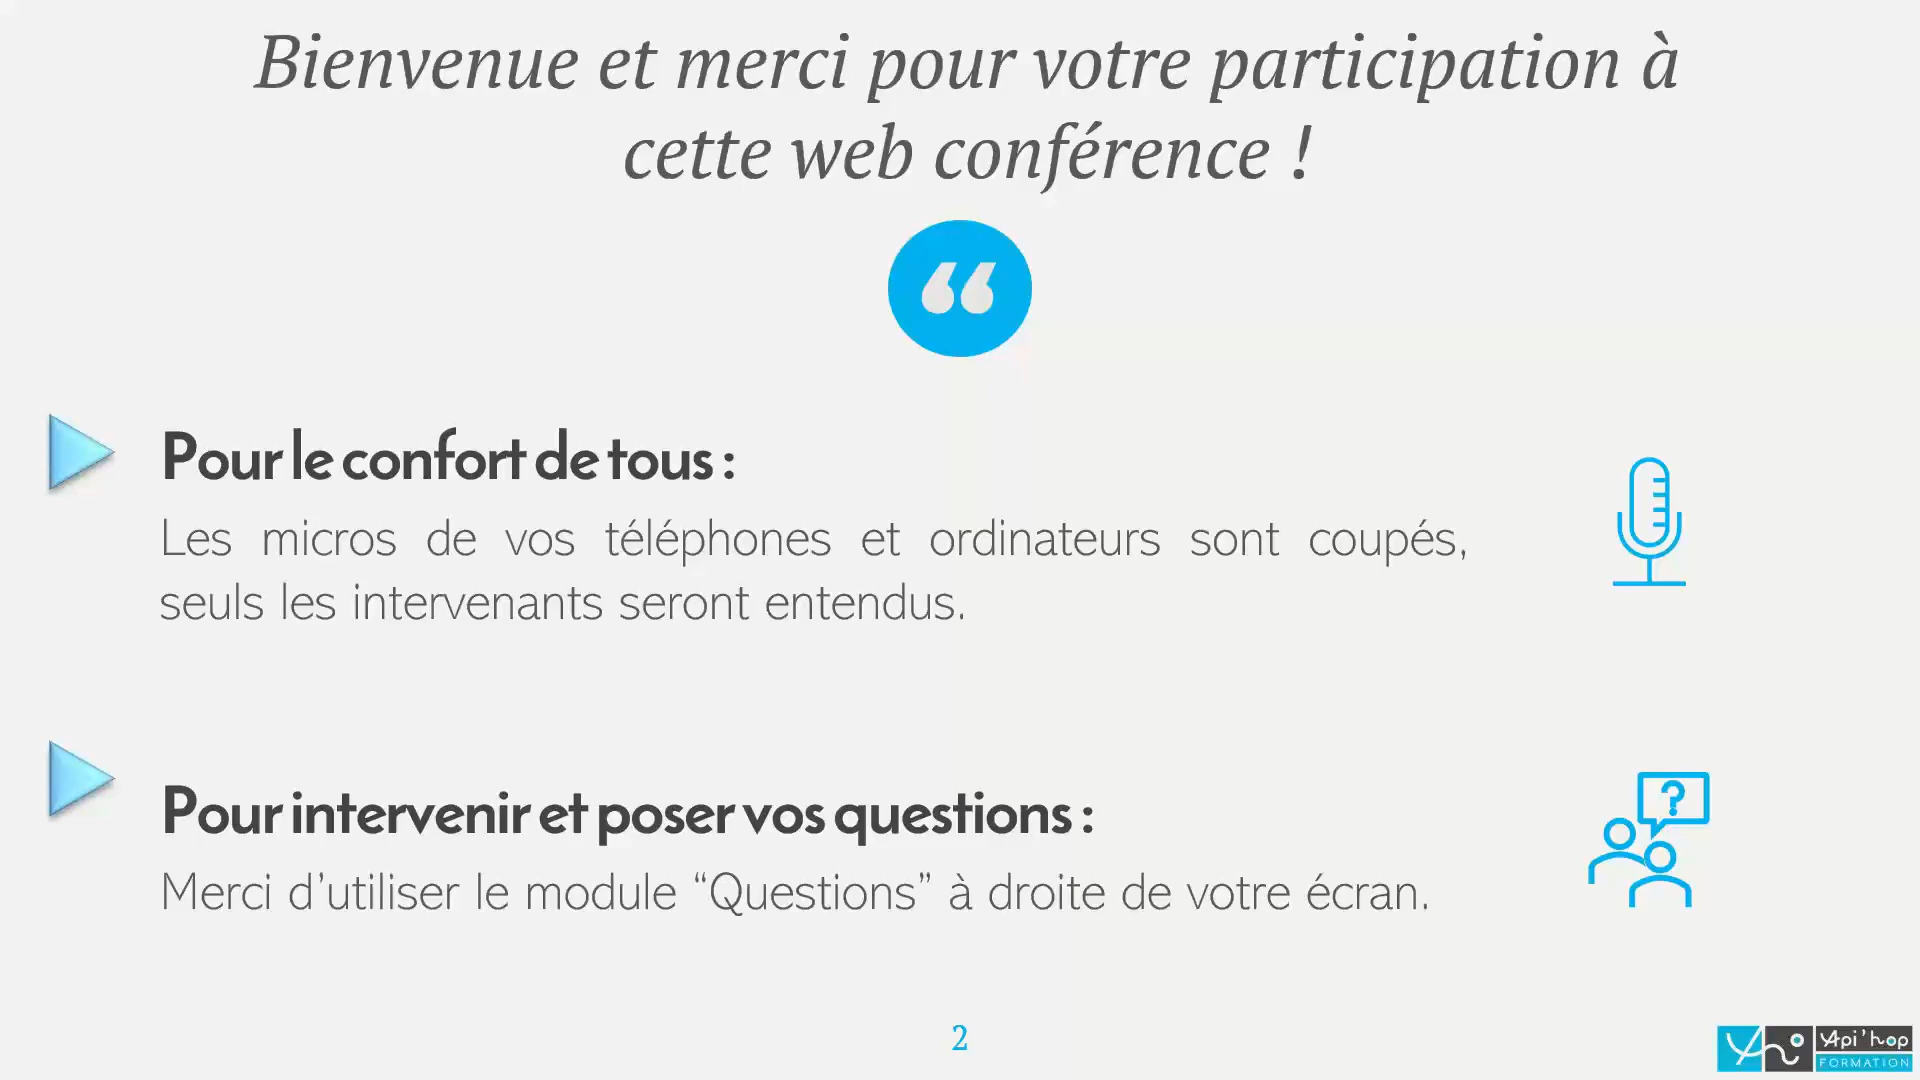 Bienvenue et merci pour votre participation à
cette web conférence !
“
Pour le confort de tous :
Les micros de vos téléphones et ordinateurs sont coupés,
seuls les intervenants seront entendus.
?
Pour intervenir et poser vos questions :
Merci d’utiliser le module “Questions” à droite de votre écran.
2
Api'hop
FORMATION